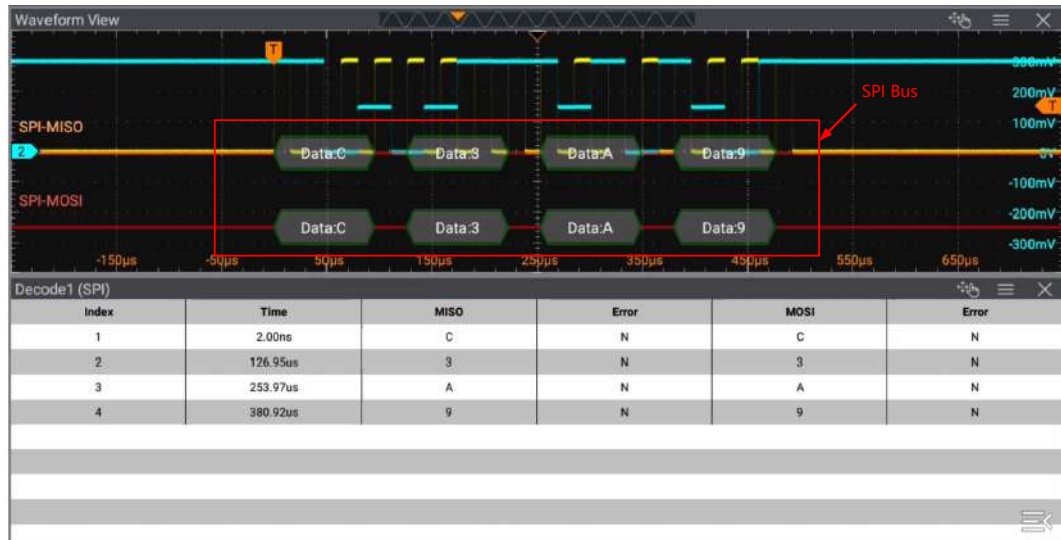 Waveform View
T
300mV
200mV
SPI Bus
T
SPI-MISO
100mV
2
Data:C Data:3 Data:A Data:9
0V
-100mV
SPI-MOSI
-200mV
Data:C Data:3 Data:A Data:9
-300mV
-150µs -50µs 50µs 150µs 250µs 350µs 450µs 550µs 650µs
Decode1 (SPI)
Index Time MISO Error MOSI Error
1 2.00ns C N C N
2 126.95us 3 N 3 N
3 253.97us A N A N
4 380.92us 9 N 9 N